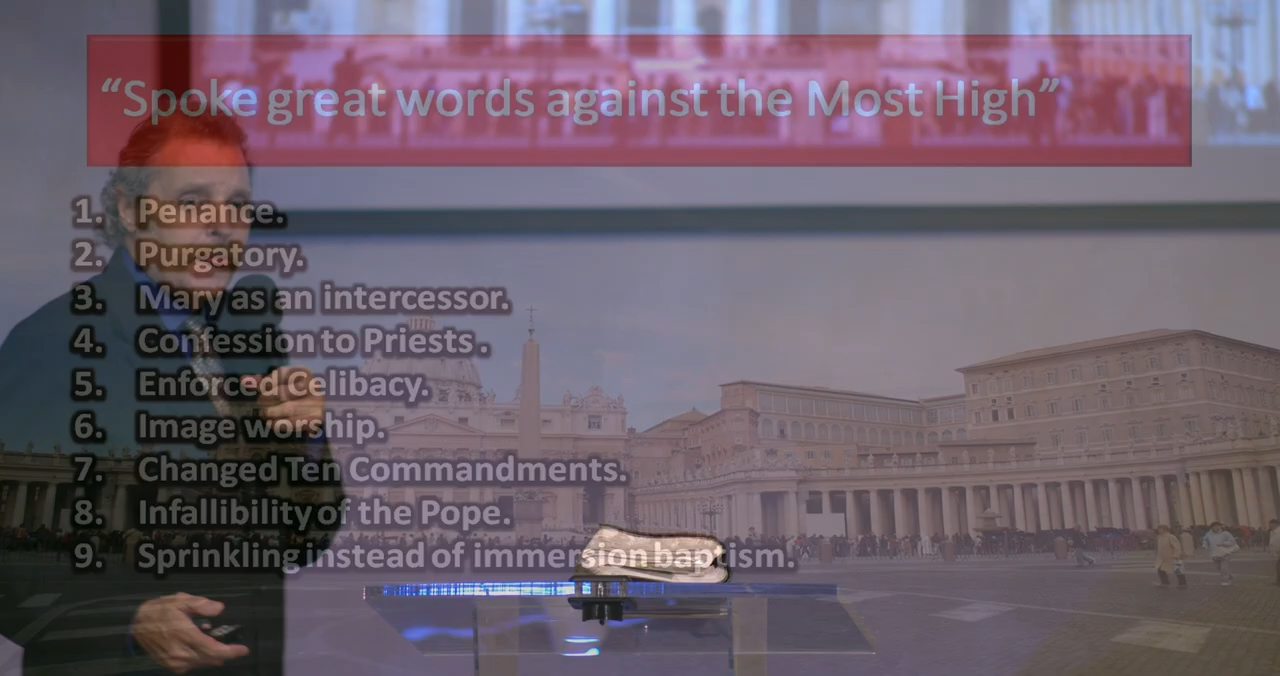 “Spoke great words against the Most High”
1. Penance.
2. Purgatory.
3. Mary as an intercessor.
4. Confession to Priests.
5. Enforced Celibacy.
6. Image worship.
7. Changed Ten Commandments.
8. Infallibility of the Pope.
9. Sprinkling instead of immersion baptism.